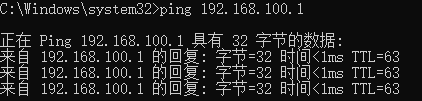 C:\Windows\system32>ping 192.168.100.1
正在 Ping 192.168.100.1 具有 32 字节的数据:
来自 192.168.100.1 的回复: 字节=32 时间<1ms TTL=63
来自 192.168.100.1 的回复: 字节=32 时间<1ms TTL=63
来自 192.168.100.1 的回复: 字节=32 时间<1ms TTL=63